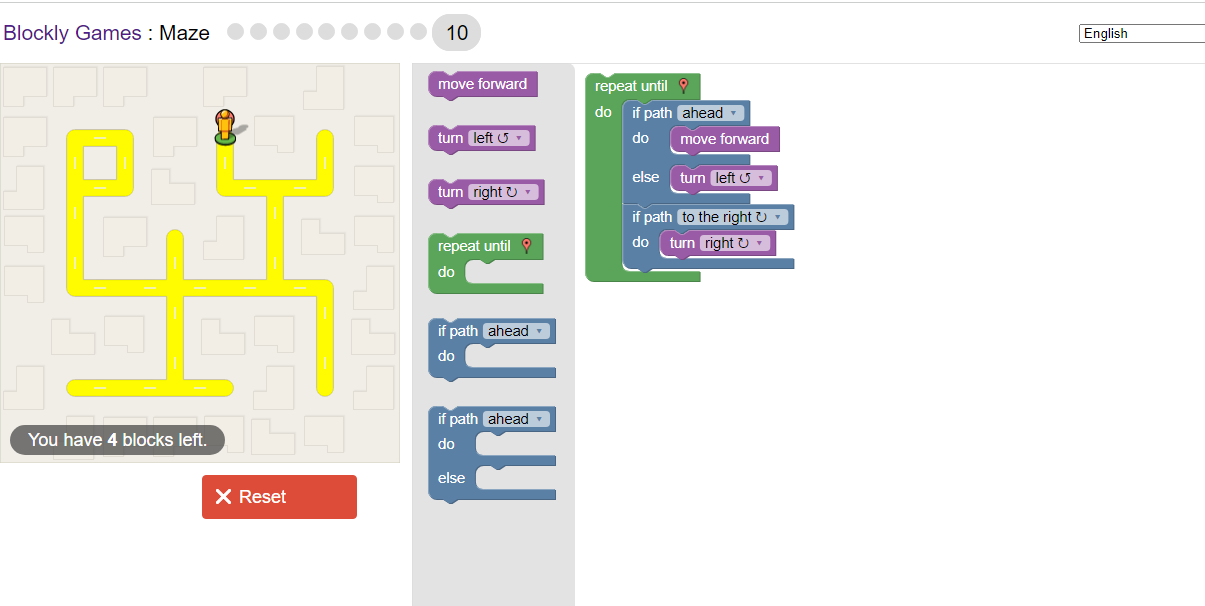 Blockly Games : Maze
10
English
move forward
turn left ↺ ▾
turn right ↻ ▾
repeat until
do
if path ahead ▾
do
if path ahead ▾
do
else
repeat until
do
if path ahead ▾
do
move forward
else
turn left ↺ ▾
if path to the right ↻ ▾
do
turn right ↻ ▾
You have 4 blocks left.
Reset